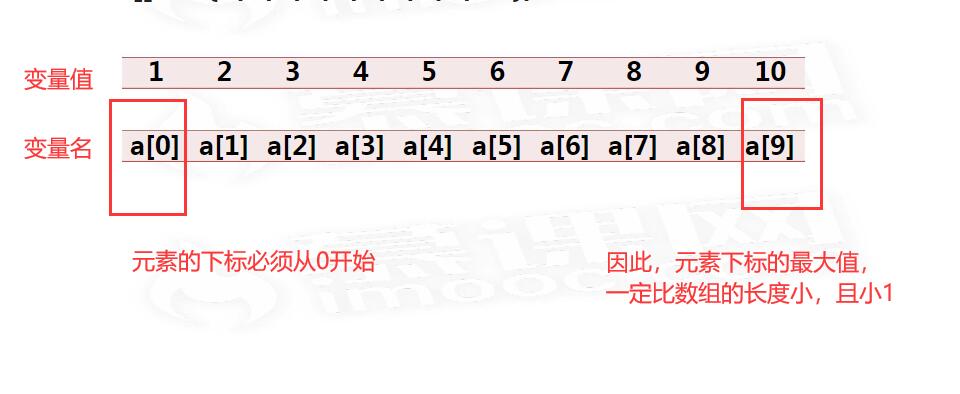 变量值 1 2 3 4 5 6 7 8 9 10
变量名 a[0] a[1] a[2] a[3] a[4] a[5] a[6] a[7] a[8] a[9]
元素的下标必须从0开始
因此，元素下标的最大值，
一定比数组的长度小，且小1